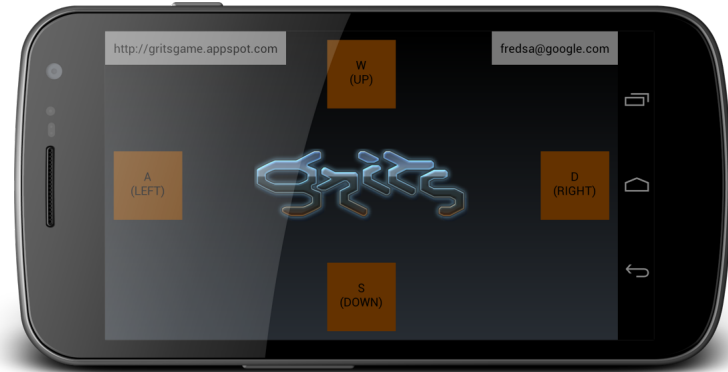 http://gritsgame.appspot.com
fredsa@google.com
W
(UP)
A
(LEFT)
grits
D
(RIGHT)
S
(DOWN)